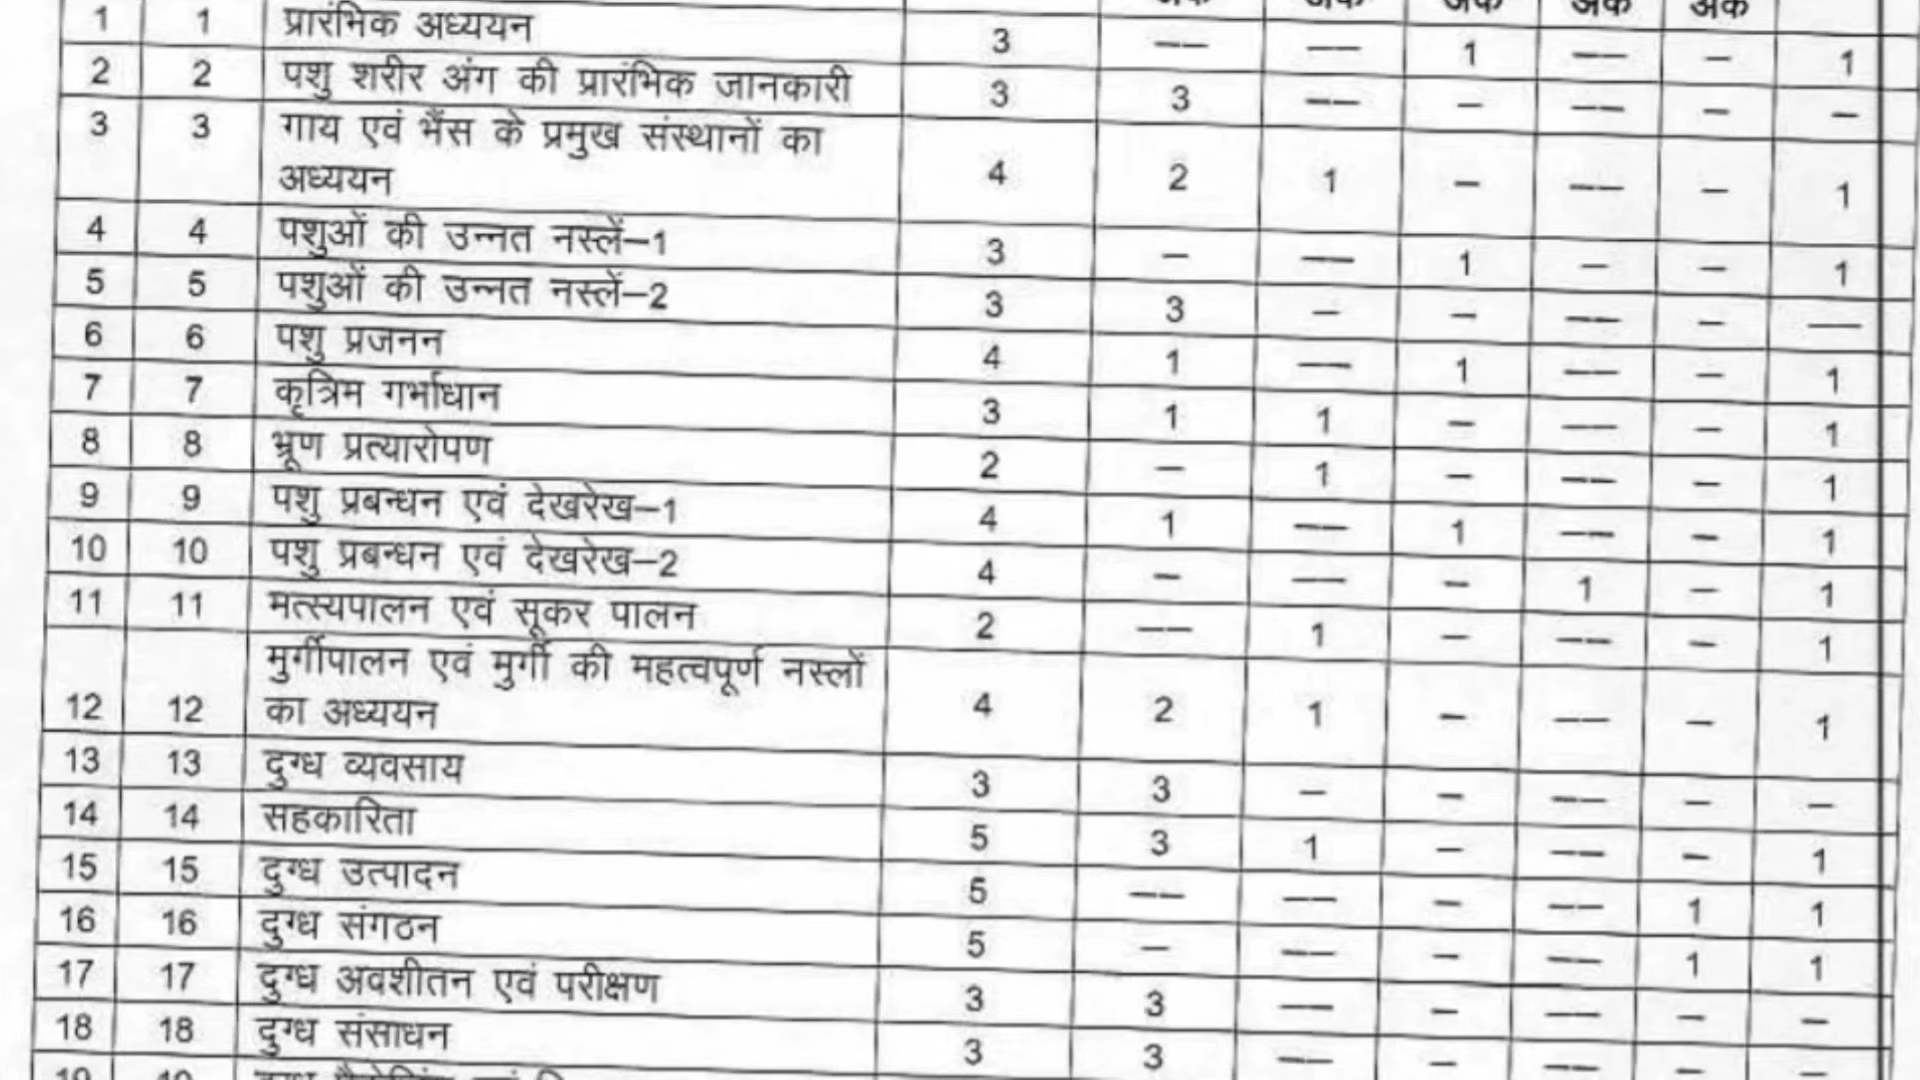 अंक अंक अंक अंक अंक
1 1 प्रारंभिक अध्ययन 3 –– –– 1 –– – 1
2 2 पशु शरीर अंग की प्रारंभिक जानकारी 3 3 –– – –– – –
3 3 गाय एवं भैंस के प्रमुख संस्थानों का
अध्ययन 4 2 1 – –– – 1
4 4 पशुओं की उन्नत नस्लें–1 3 – –– 1 – – 1
5 5 पशुओं की उन्नत नस्लें–2 3 3 – – –– – ––
6 6 पशु प्रजनन 4 1 –– 1 –– – 1
7 7 कृत्रिम गर्भाधान 3 1 1 – –– – 1
8 8 भ्रूण प्रत्यारोपण 2 – 1 – –– – 1
9 9 पशु प्रबन्धन एवं देखरेख–1 4 1 –– 1 –– – 1
10 10 पशु प्रबन्धन एवं देखरेख–2 4 – –– – 1 – 1
11 11 मत्स्यपालन एवं सूकर पालन 2 –– 1 – –– – 1
मुर्गीपालन एवं मुर्गी की महत्वपूर्ण नस्लों
12 12 का अध्ययन 4 2 1 – –– – 1
13 13 दुग्ध व्यवसाय 3 3 – – –– – –
14 14 सहकारिता 5 3 1 – –– – 1
15 15 दुग्ध उत्पादन 5 –– –– – –– 1 1
16 16 दुग्ध संगठन 5 – –– – –– 1 1
17 17 दुग्ध अवशीतन एवं परीक्षण 3 3 –– – –– – –
18 18 दुग्ध संसाधन 3 3 –– – –– – –
19 19 दुग्ध